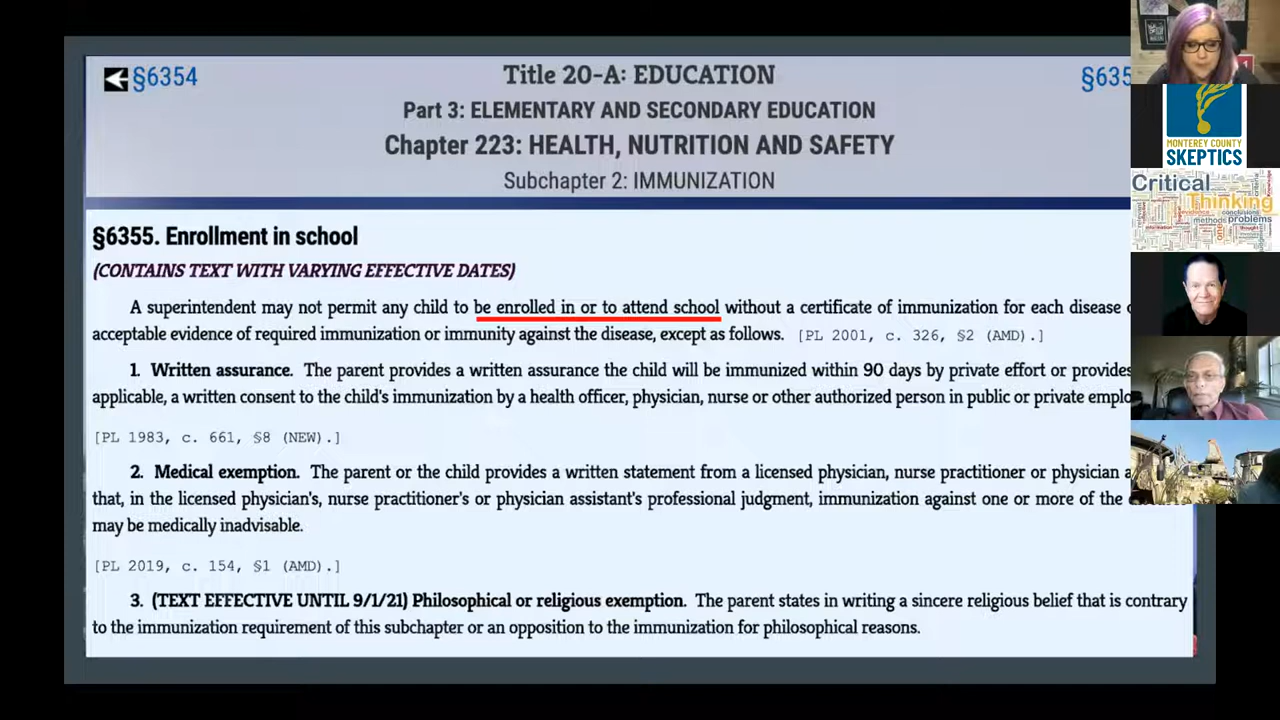 §6354
Title 20-A: EDUCATION
§635
Part 3: ELEMENTARY AND SECONDARY EDUCATION
Chapter 223: HEALTH, NUTRITION AND SAFETY
Subchapter 2: IMMUNIZATION
§6355. Enrollment in school
(CONTAINS TEXT WITH VARYING EFFECTIVE DATES)
A superintendent may not permit any child to be enrolled in or to attend school without a certificate of immunization for each disease
acceptable evidence of required immunization or immunity against the disease, except as follows. [PL 2001, c. 326, §2 (AMD).]
1. Written assurance. The parent provides a written assurance the child will be immunized within 90 days by private effort or provides
applicable, a written consent to the child's immunization by a health officer, physician, nurse or other authorized person in public or private emplo
[PL 1983, c. 661, §8 (NEW).]
2. Medical exemption. The parent or the child provides a written statement from a licensed physician, nurse practitioner or physician a
that, in the licensed physician's, nurse practitioner's or physician assistant's professional judgment, immunization against one or more of the
may be medically inadvisable.
[PL 2019, c. 154, §1 (AMD).]
3. (TEXT EFFECTIVE UNTIL 9/1/21) Philosophical or religious exemption. The parent states in writing a sincere religious belief that is contrary
to the immunization requirement of this subchapter or an opposition to the immunization for philosophical reasons.
MONTEREY COUNTY
SKEPTICS
Critical
Thinking
evidence
conclusions
methods
problems